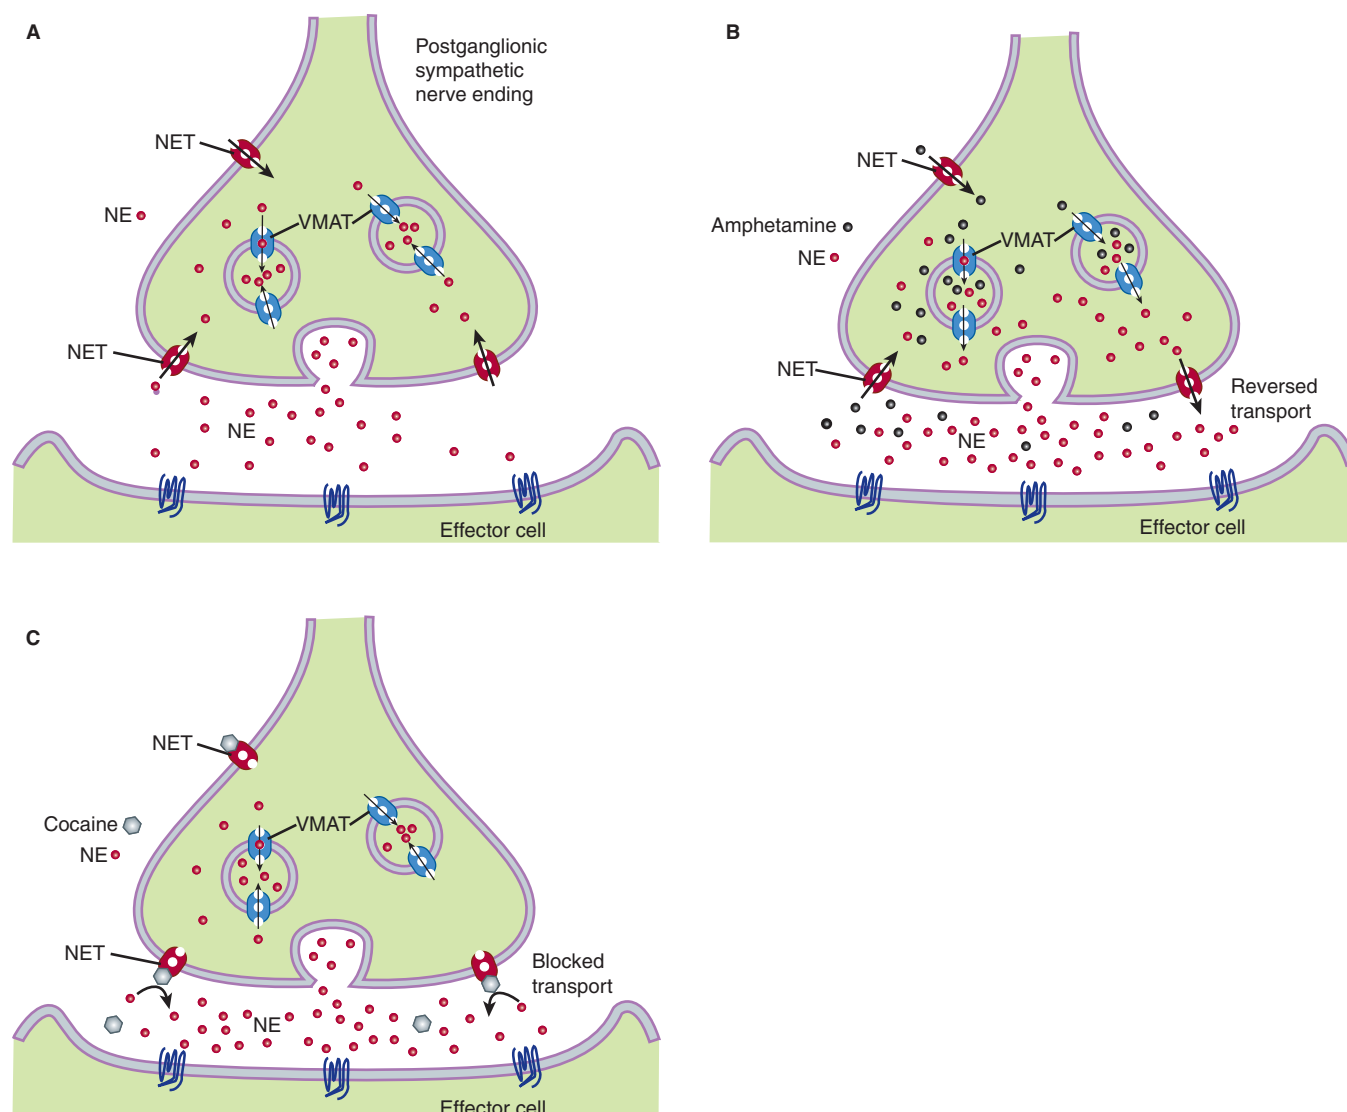 A
Postganglionic
sympathetic
nerve ending
NET
NE
VMAT
NET
NE
Effector cell
B
NET
Amphetamine
NE
VMAT
NET
Reversed
transport
NE
Effector cell
C
NET
Cocaine
NE
VMAT
NET
Blocked
transport
NE
Effector cell